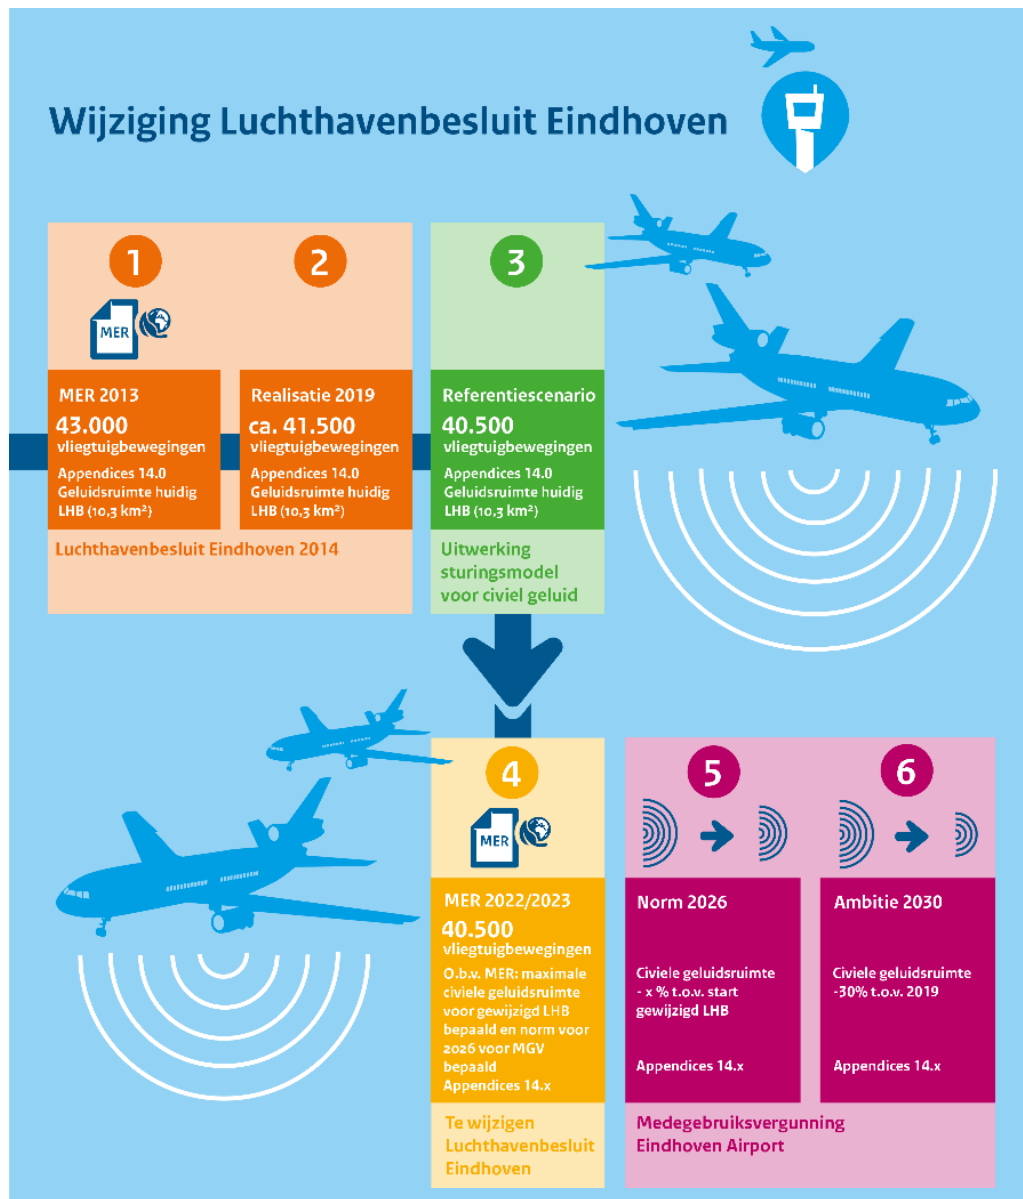 Wijziging Luchthavenbesluit Eindhoven
1
MER
MER 2013
43.000
vliegtuigbewegingen
Appendices 14.0
Geluidsruimte huidig
LHB (10,3 km²)
2
Realisatie 2019
ca. 41.500
vliegtuigbewegingen
Appendices 14.0
Geluidsruimte huidig
LHB (10,3 km²)
Luchthavenbesluit Eindhoven 2014
3
Referentiescenario
40.500
vliegtuigbewegingen
Appendices 14.0
Geluidsruimte huidig
LHB (10,3 km²)
Uitwerking
sturingsmodel
voor civiel geluid
4
MER
MER 2022/2023
40.500
vliegtuigbewegingen
O.b.v. MER: maximale
civiele geluidsruimte
voor gewijzigd LHB
bepaald en norm voor
2026 voor MGV
bepaald
Appendices 14.x
Te wijzigen
Luchthavenbesluit
Eindhoven
5
Norm 2026
Civiele geluidsruimte
- x % t.o.v. start
gewijzigd LHB
Appendices 14.x
6
Ambitie 2030
Civiele geluidsruimte
-30% t.o.v. 2019
Appendices 14.x
Medegebruiksvergunning
Eindhoven Airport